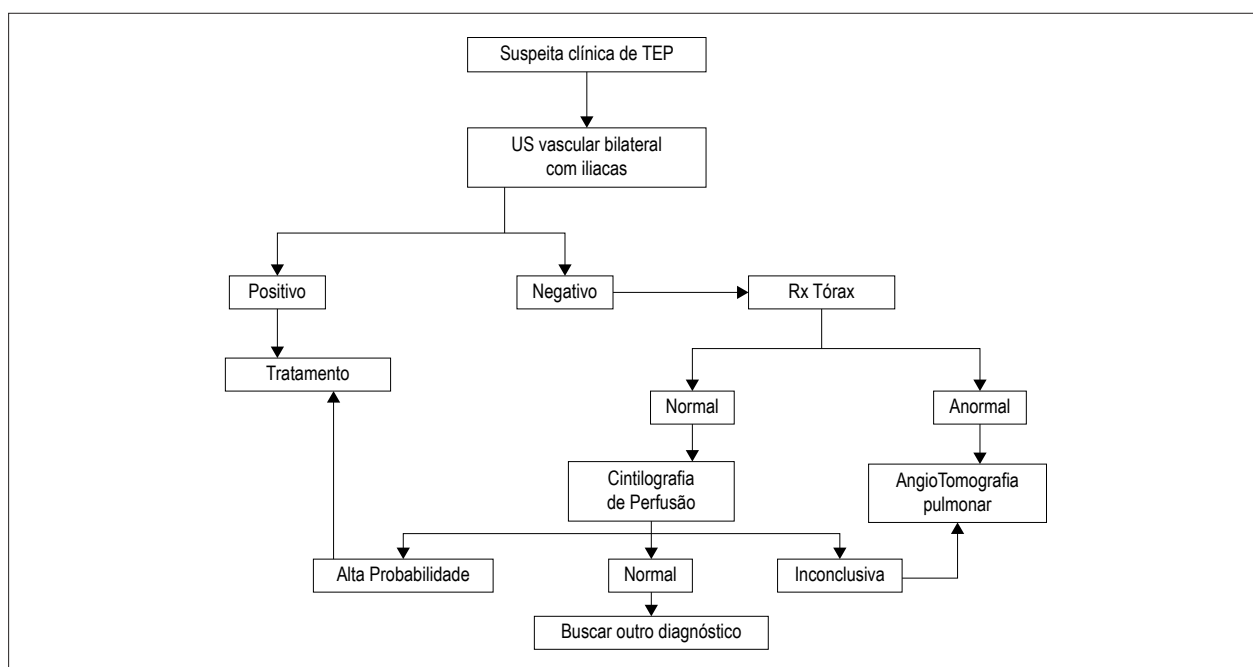 Suspeita clínica de TEP
US vascular bilateral
com iliacas
Positivo
Negativo
Rx Tórax
Tratamento
Normal
Anormal
Cintilografia
de Perfusão
AngioTomografia
pulmonar
Alta Probabilidade
Normal
Inconclusiva
Buscar outro diagnóstico